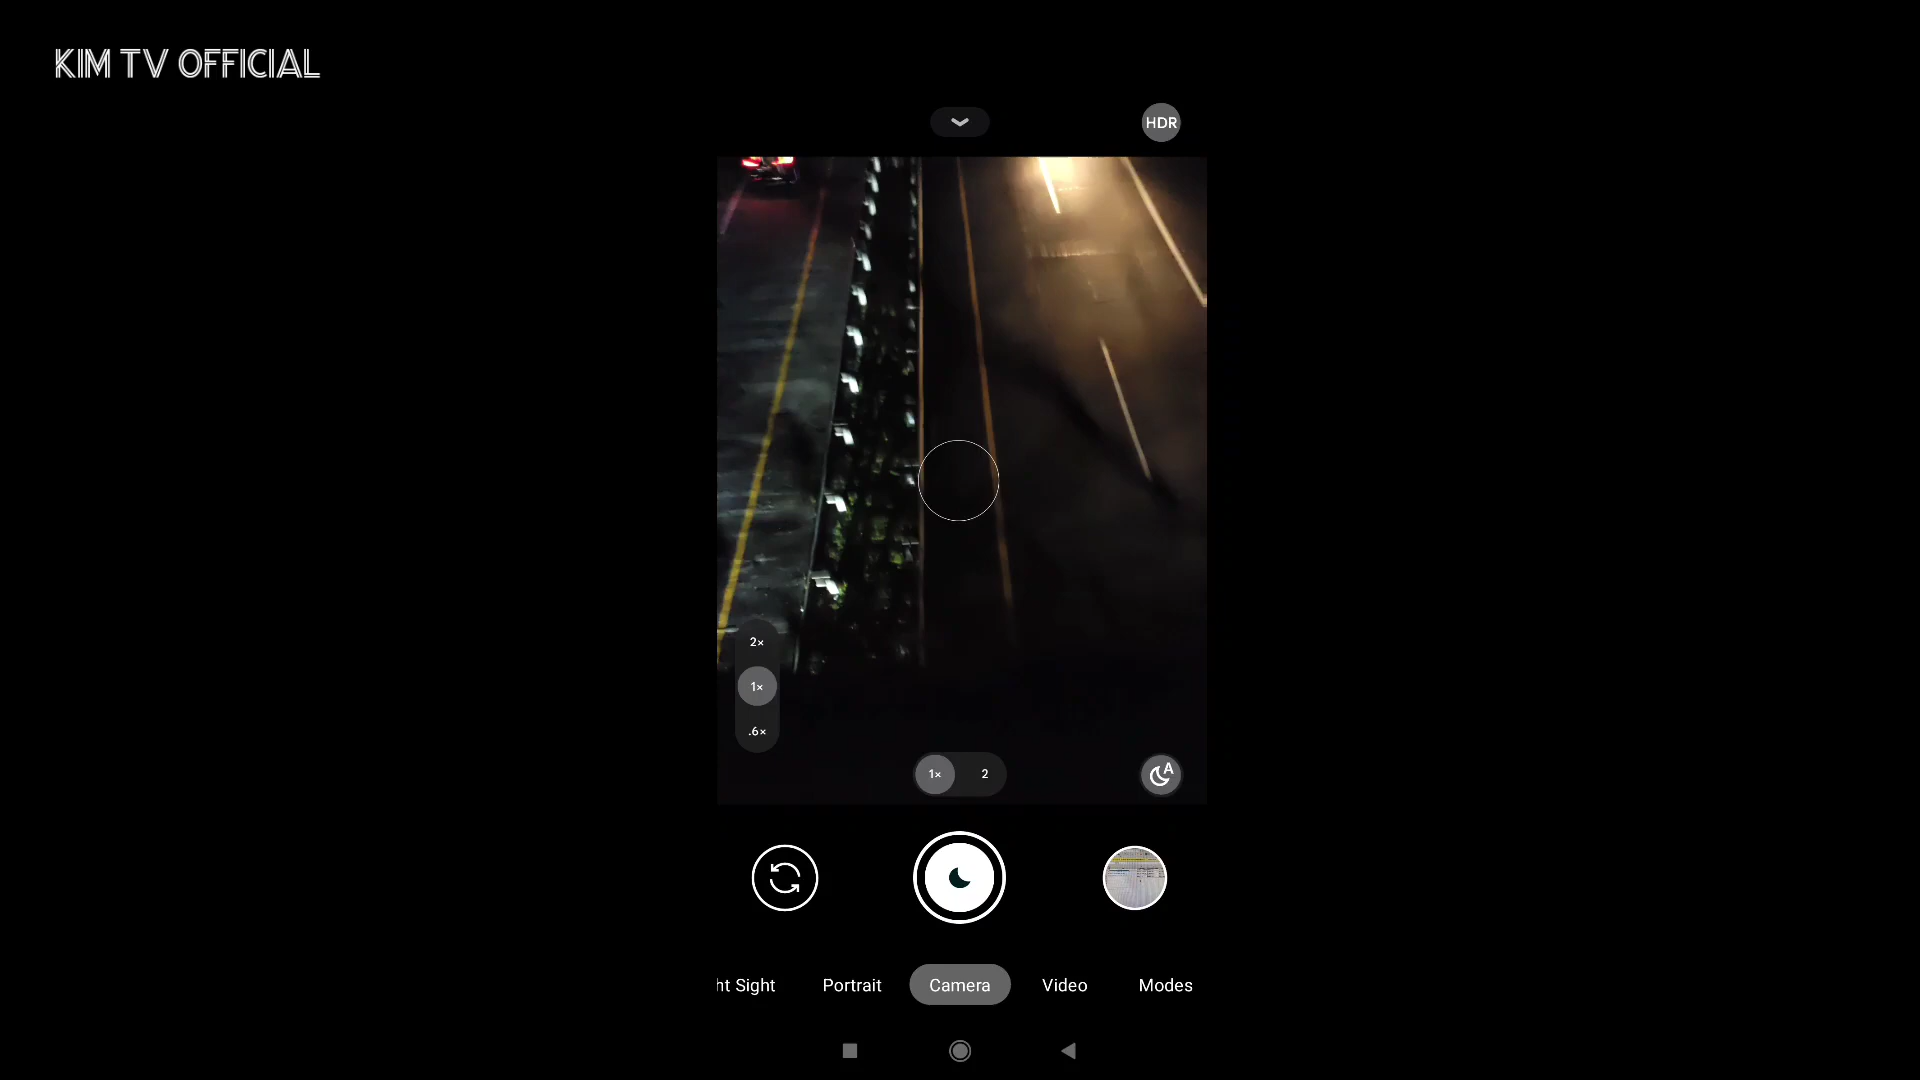 KIM TV OFFICIAL
HDR
2×
1×
.6×
1× 2
A
ht Sight Portrait Camera Video Modes